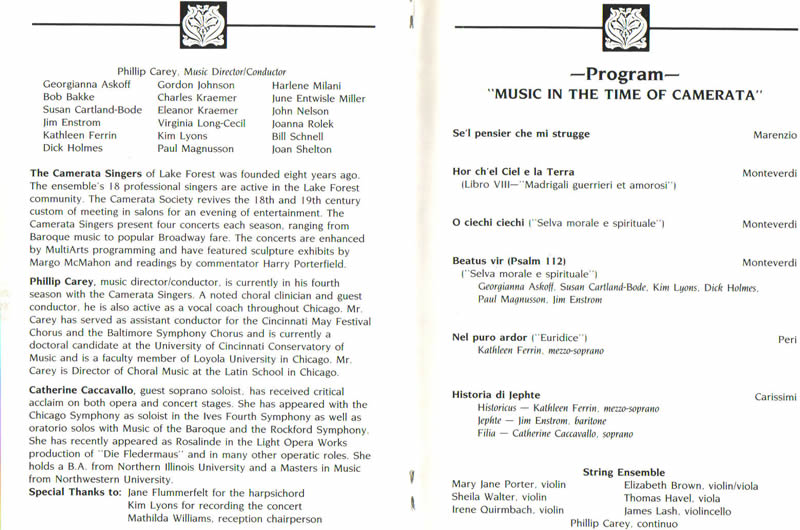 Phillip Carey, Music Director/Conductor
Georgianna Askoff Gordon Johnson Harlene Milani
Bob Bakke Charles Kraemer June Entwisle Miller
Susan Cartland-Bode Eleanor Kraemer John Nelson
Jim Enstrom Virginia Long-Cecil Joanna Rolek
Kathleen Ferrin Kim Lyons Bill Schnell
Dick Holmes Paul Magnusson Joan Shelton
The Camerata Singers of Lake Forest was founded eight years ago.
The ensemble's 18 professional singers are active in the Lake Forest
community. The Camerata Society revives the 18th and 19th century
custom of meeting in salons for an evening of entertainment. The
Camerata Singers present four concerts each season, ranging from
Baroque music to popular Broadway fare. The concerts are enhanced
by MultiArts programming and have featured sculpture exhibits by
Margo McMahon and readings by commentator Harry Porterfield.
Phillip Carey, music director/conductor, is currently in his fourth
season with the Camerata Singers. A noted choral clinician and guest
conductor, he is also active as a vocal coach throughout Chicago. Mr.
Carey has served as assistant conductor for the Cincinnati May Festival
Chorus and the Baltimore Symphony Chorus and is currently a
doctoral candidate at the University of Cincinnati Conservatory of
Music and is a faculty member of Loyola University in Chicago. Mr.
Carey is Director of Choral Music at the Latin School in Chicago.
Catherine Caccavallo, guest soprano soloist, has received critical
acclaim on both opera and concert stages. She has appeared with the
Chicago Symphony as soloist in the Ives Fourth Symphony as well as
oratorio solos with Music of the Baroque and the Rockford Symphony.
She has recently appeared as Rosalinde in the Light Opera Works
production of "Die Fledermaus" and in many other operatic roles. She
holds a B.A. from Northern Illinois University and a Masters in Music
from Northwestern University.
Special Thanks to: Jane Flummerfelt for the harpsichord
Kim Lyons for recording the concert
Mathilda Williams, reception chairperson
—Program—
"MUSIC IN THE TIME OF CAMERATA"
Se'l pensier che mi strugge Marenzio
Hor ch'el Ciel e la Terra Monteverdi
(Libro VIII—"Madrigali guerrieri et amorosi")
O ciechi ciechi ("Selva morale e spirituale") Monteverdi
Beatus vir (Psalm 112) Monteverdi
("Selva morale e spirituale")
Georgianna Askoff, Susan Cartland-Bode, Kim Lyons, Dick Holmes,
Paul Magnusson, Jim Enstrom
Nel puro ardor ("Euridice") Peri
Kathleen Ferrin, mezzo-soprano
Historia di Jephte Carissimi
Historicus — Kathleen Ferrin, mezzo-soprano
Jephte — Jim Enstrom, baritone
Filia — Catherine Caccavallo, soprano
String Ensemble
Mary Jane Porter, violin Elizabeth Brown, violin/viola
Sheila Walter, violin Thomas Havel, viola
Irene Quirmbach, violin James Lash, violincello
Phillip Carey, continuo